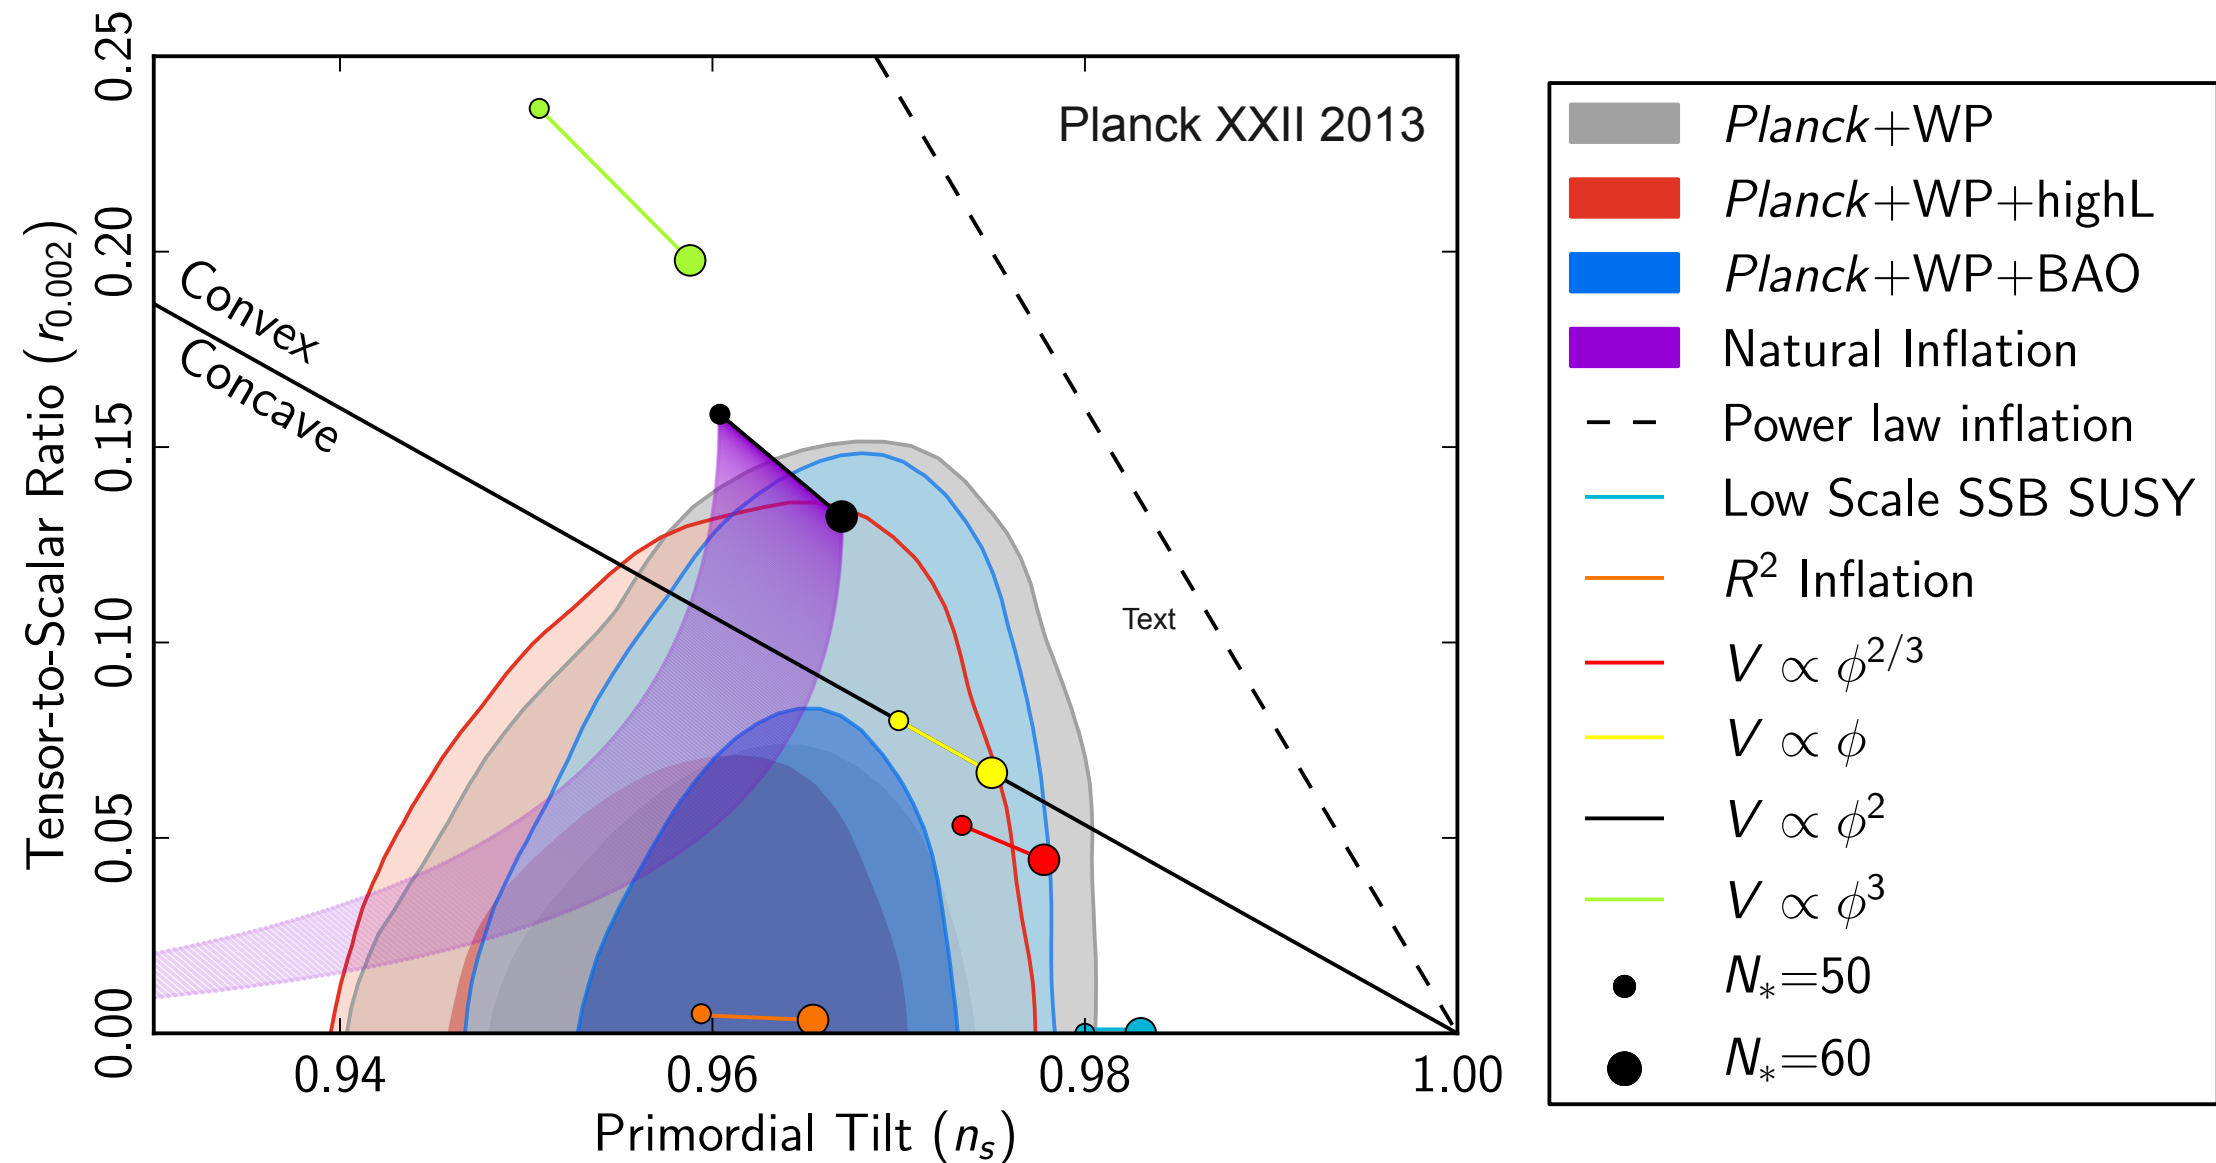 Planck XXII 2013
Convex
Concave
Text
Tensor-to-Scalar Ratio (r₀.₀₀₂)
0.25
0.20
0.15
0.10
0.05
0.00
0.94 0.96 0.98 1.00
Primordial Tilt (nₛ)
Planck+WP
Planck+WP+highL
Planck+WP+BAO
Natural Inflation
Power law inflation
Low Scale SSB SUSY
R² Inflation
V ∝ ϕ^{2/3}
V ∝ ϕ
V ∝ ϕ²
V ∝ ϕ³
N_*=50
N_*=60